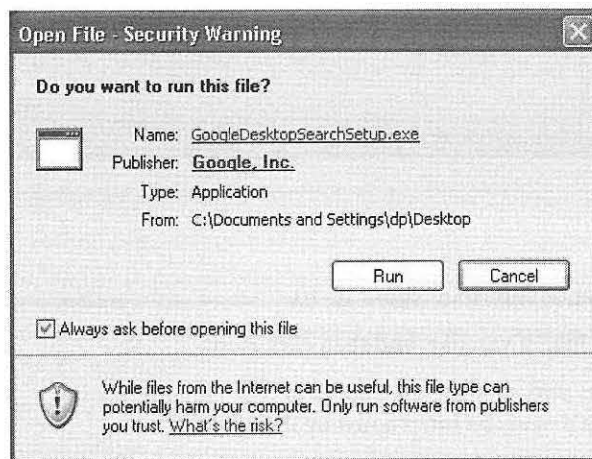 Open File - Security Warning
Do you want to run this file?
Name: GoogleDesktopSearchSetup.exe
Publisher: Google, Inc.
Type: Application
From: C:\Documents and Settings\dp\Desktop
Run Cancel
Always ask before opening this file
While files from the Internet can be useful, this file type can
potentially harm your computer. Only run software from publishers
you trust. What's the risk?